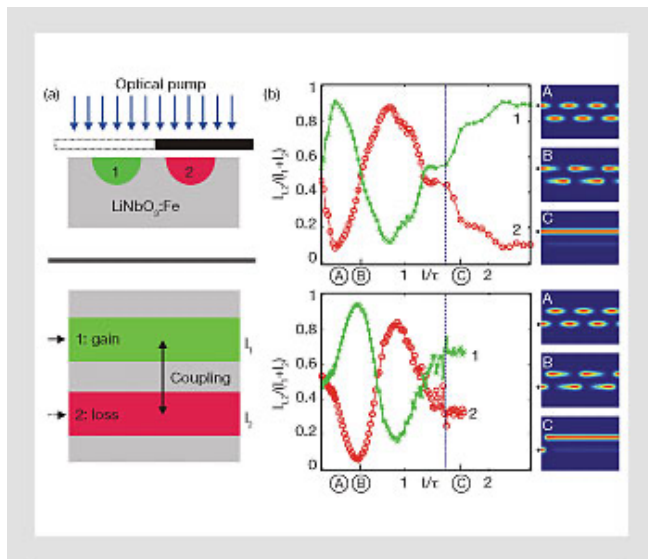 (a)
Optical pump
1
2
LiNbO3:Fe
1: gain
I1
Coupling
2: loss
I2
(b)
1
0.8
0.6
0.4
0.2
0
I1,2/(I1+I2)
1
2
A B 1 t/τ C 2
A
B
C
1
0.8
0.6
0.4
0.2
0
I1,2/(I1+I2)
1
2
A B 1 t/τ C 2
A
B
C